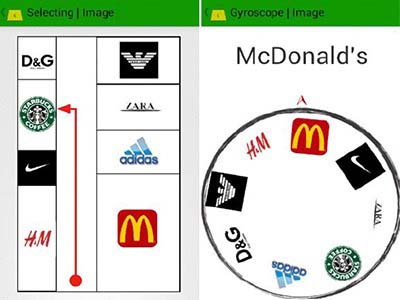 Selecting | Image
D&G
STARBUCKS
COFFEE
H.M
ZARA
adidas
Gyroscope | Image
McDonald's
A
H.M
ZARA
STARBUCKS
COFFEE
adidas
D&G